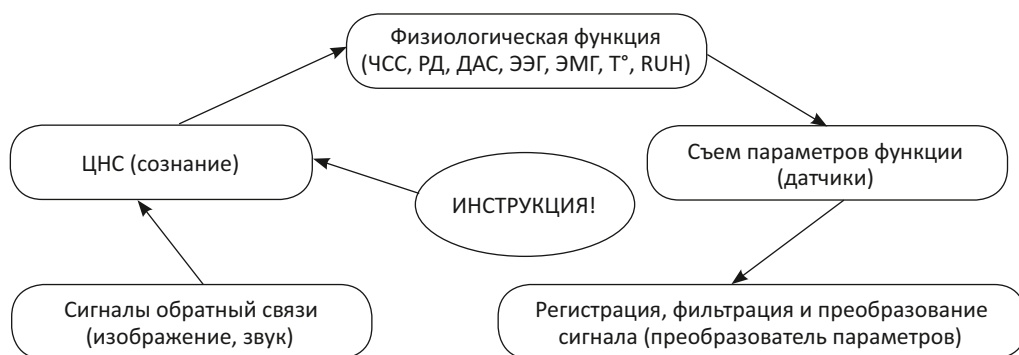 Физиологическая функция
(ЧСС, РД, ДАС, ЭЭГ, ЭМГ, Т°, RUH)
ЦНС (сознание)
Съем параметров функции
(датчики)
ИНСТРУКЦИЯ!
Сигналы обратный связи
(изображение, звук)
Регистрация, фильтрация и преобразование
сигнала (преобразователь параметров)